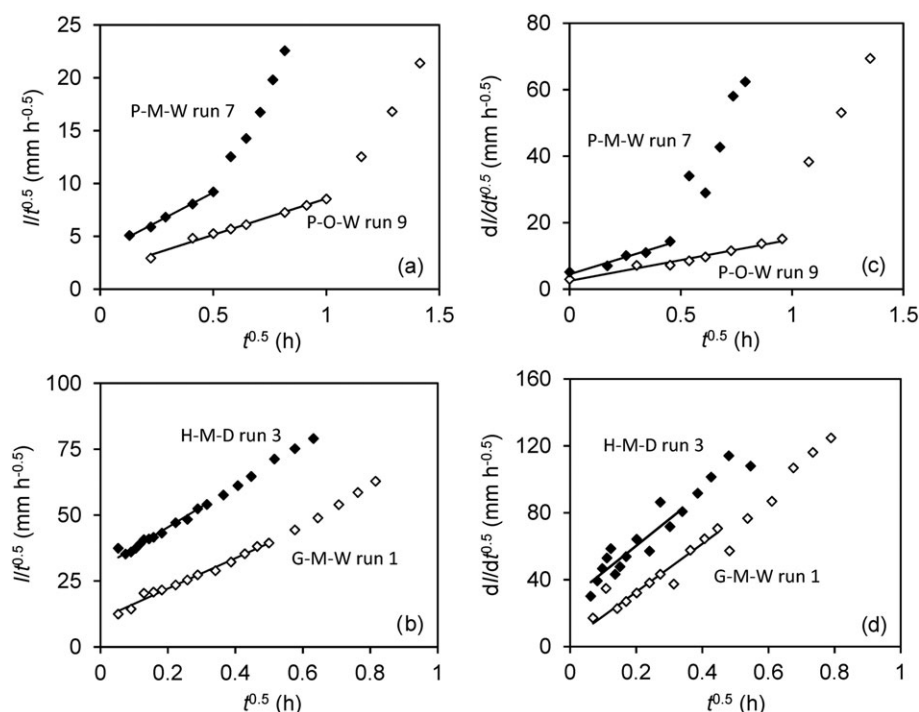 25
20
15
10
5
0
I/t^0.5 (mm h^-0.5)
P-M-W run 7
P-O-W run 9
(a)
0
0.5
1
1.5
t^0.5 (h)
80
60
40
20
0
dI/dt^0.5 (mm h^-0.5)
P-M-W run 7
P-O-W run 9
(c)
0
0.5
1
1.5
t^0.5 (h)
100
75
50
25
0
I/t^0.5 (mm h^-0.5)
H-M-D run 3
G-M-W run 1
(b)
0
0.2
0.4
0.6
0.8
1
t^0.5 (h)
160
120
80
40
0
dI/dt^0.5 (mm h^-0.5)
H-M-D run 3
G-M-W run 1
(d)
0
0.2
0.4
0.6
0.8
1
t^0.5 (h)